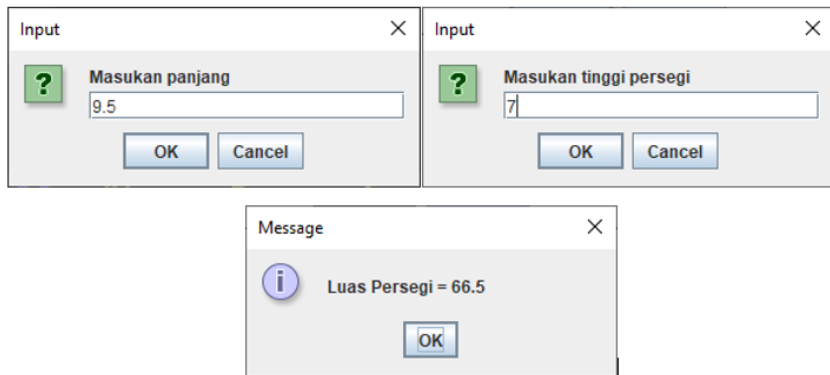 Input
Masukan panjang
9.5
OK Cancel
Input
Masukan tinggi persegi
7
OK Cancel
Message
Luas Persegi = 66.5
OK